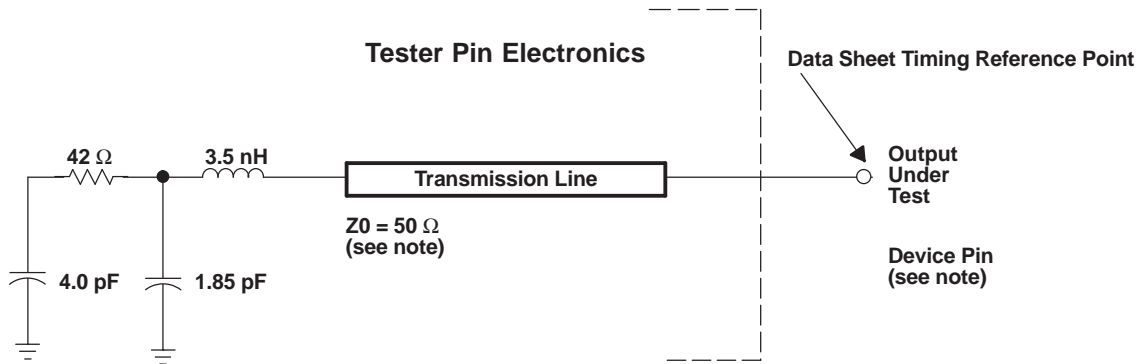 Tester Pin Electronics
Data Sheet Timing Reference Point
42 Ω
3.5 nH
Transmission Line
Output
Under
Test
Z0 = 50 Ω
(see note)
Device Pin
(see note)
4.0 pF
1.85 pF